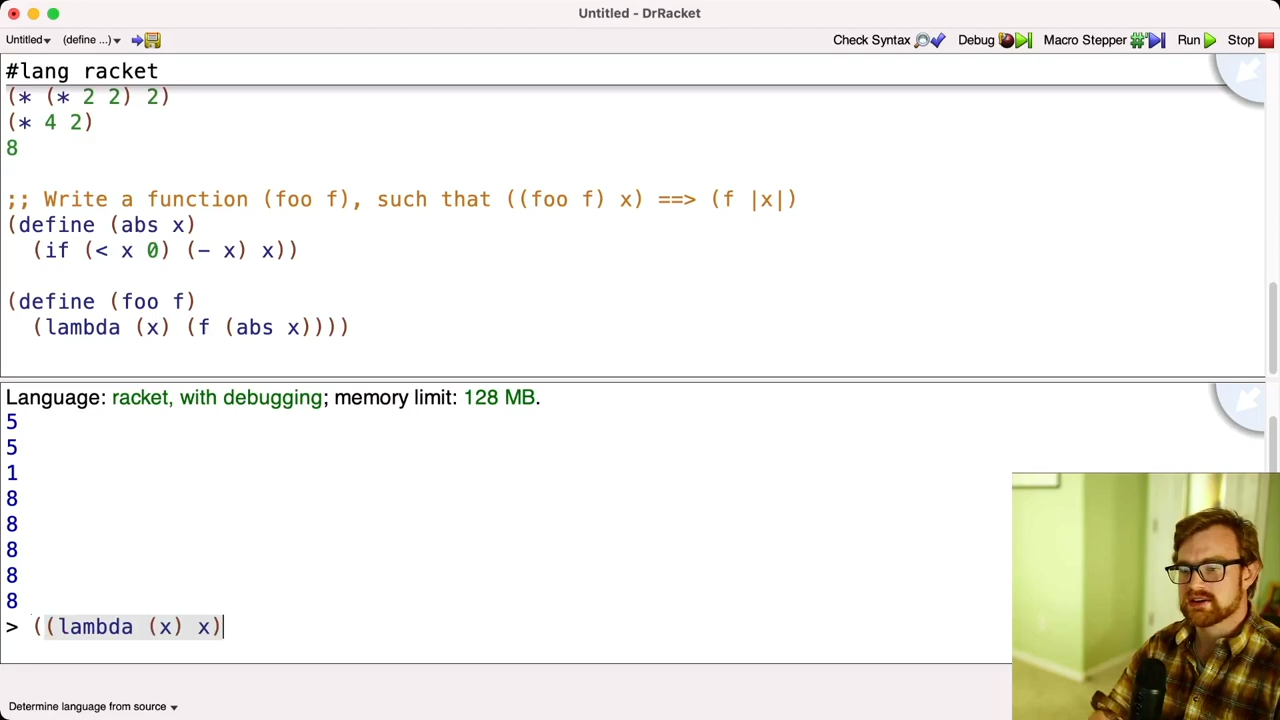 Untitled - DrRacket
Untitled (define ...) Check Syntax Debug Macro Stepper Run Stop
#lang racket
(* (* 2 2) 2)
(* 4 2)
8
;; Write a function (foo f), such that ((foo f) x) ==> (f |x|)
(define (abs x)
(if (< x 0) (- x) x))
(define (foo f)
(lambda (x) (f (abs x))))
Language: racket, with debugging; memory limit: 128 MB.
5
5
1
8
8
8
8
8
> ((lambda (x) x)
Determine language from source